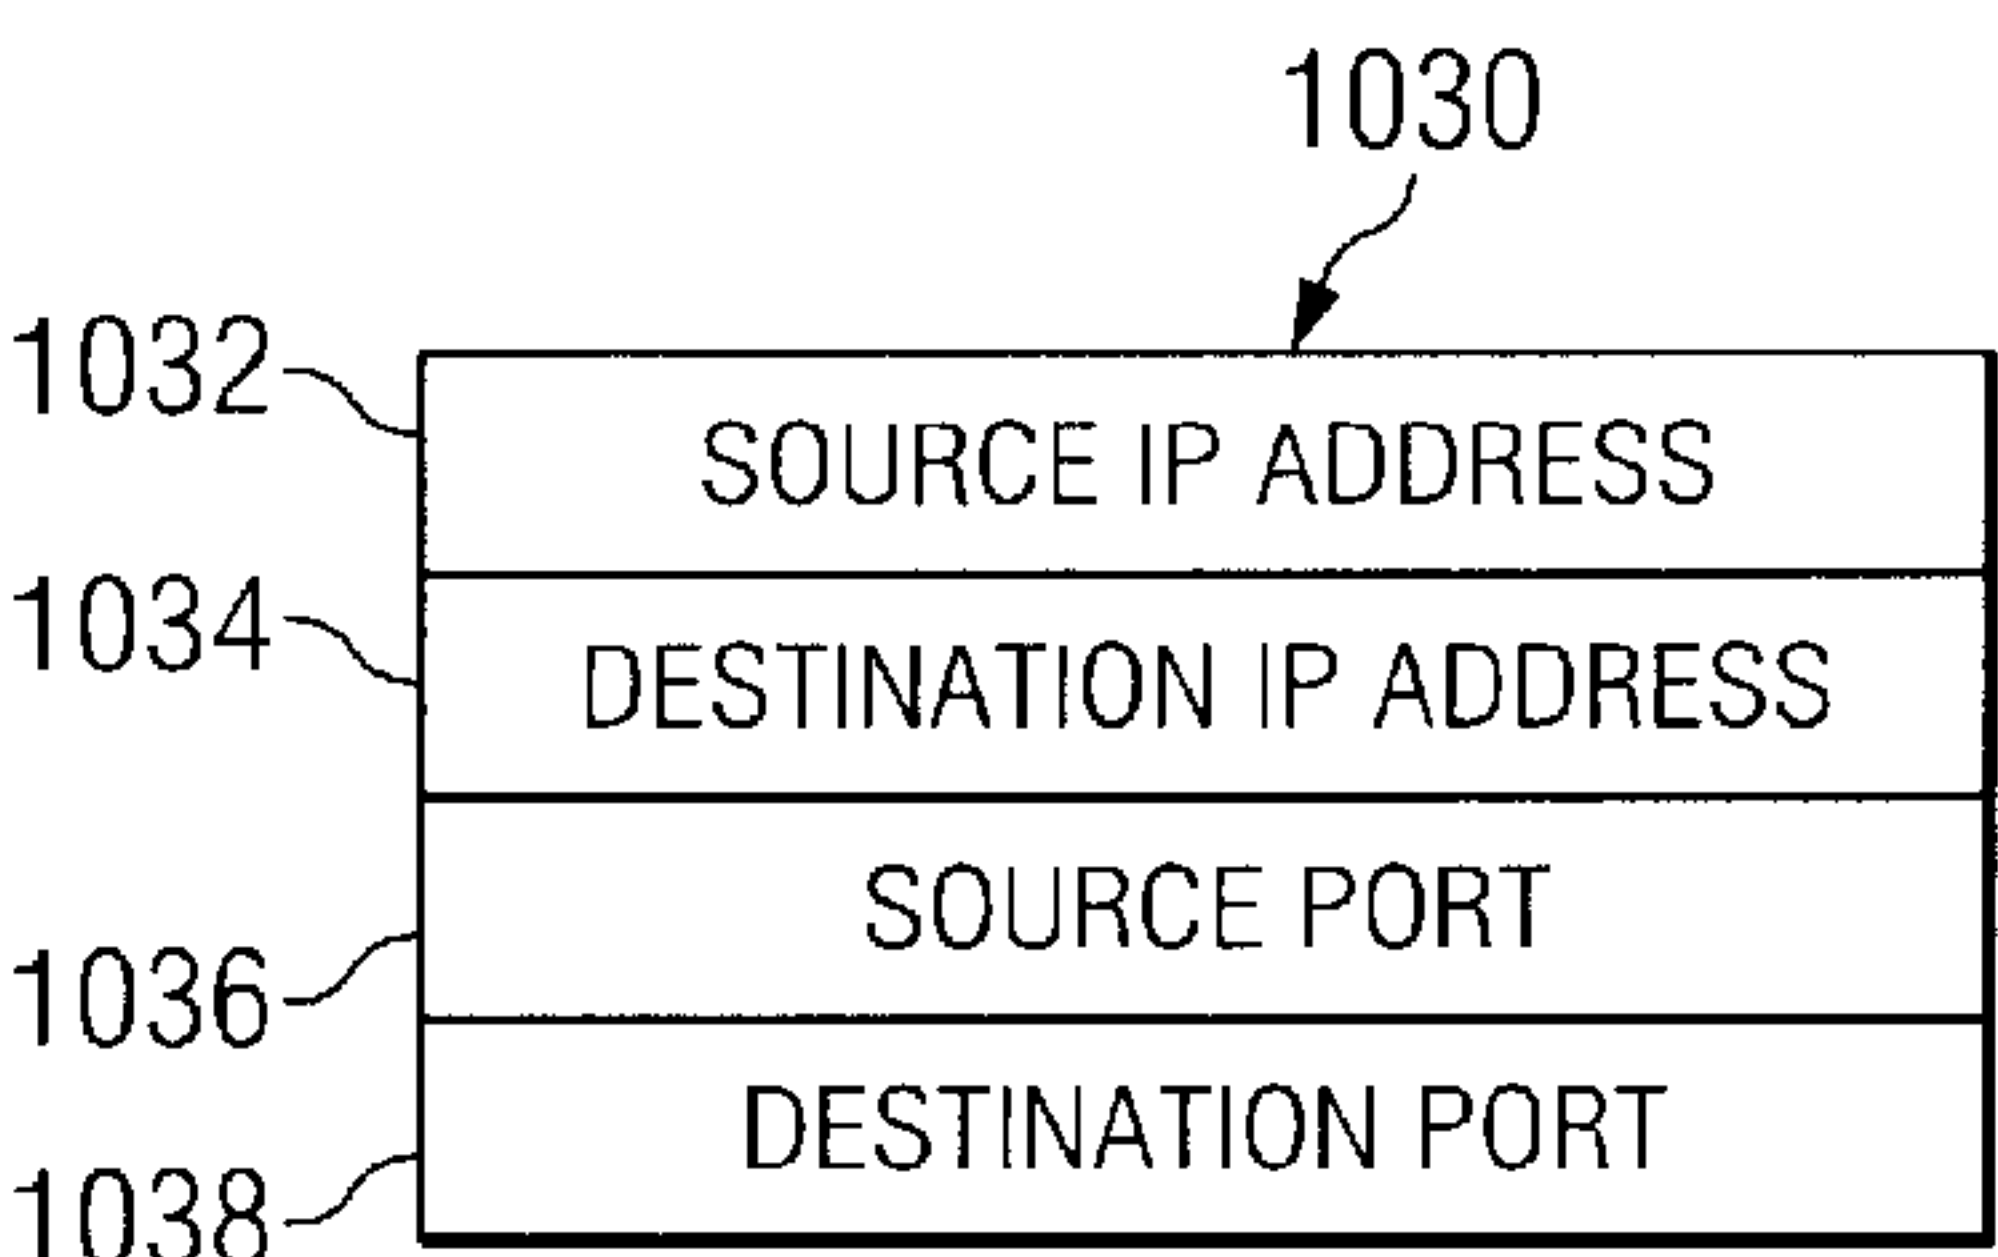 1030
1032
SOURCE IP ADDRESS
1034
DESTINATION IP ADDRESS
SOURCE PORT
1036
DESTINATION PORT
1038